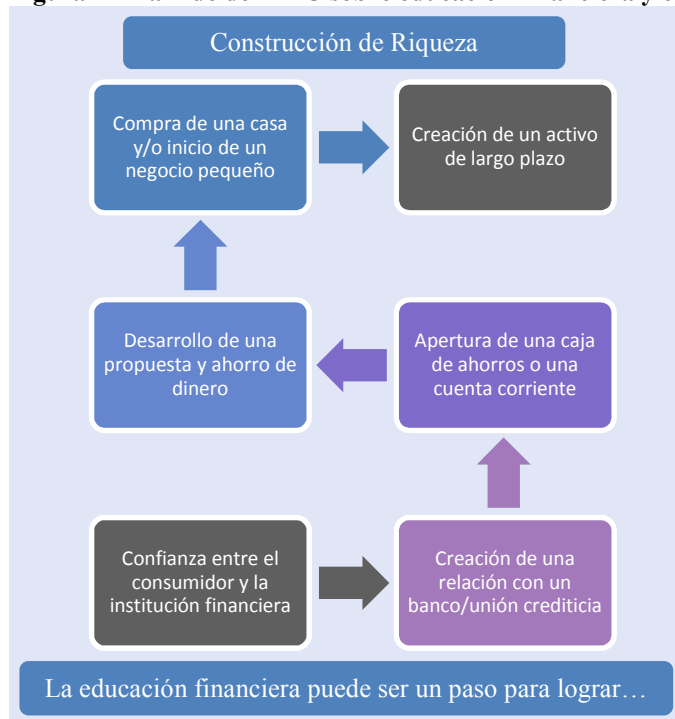 Construcción de Riqueza
Compra de una casa
y/o inicio de un
negocio pequeño
Creación de un activo
de largo plazo
Desarrollo de una
propuesta y ahorro de
dinero
Apertura de una caja
de ahorros o una
cuenta corriente
Confianza entre el
consumidor y la
institución financiera
Creación de una
relación con un
banco/unión crediticia
La educación financiera puede ser un paso para lograr…